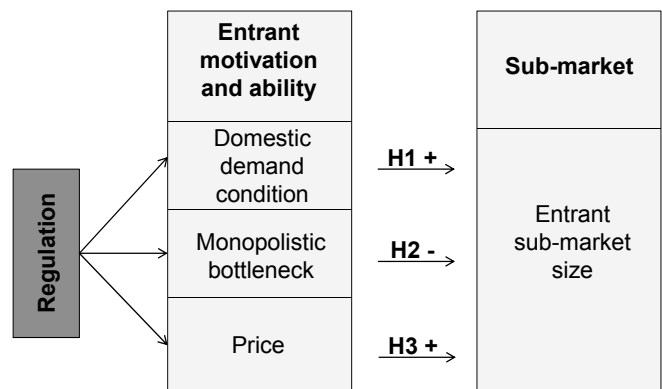 Regulation
Entrant
motivation
and ability
Domestic
demand
condition
Monopolistic
bottleneck
Price
H1 +
H2 -
H3 +
Sub-market
Entrant
sub-market
size